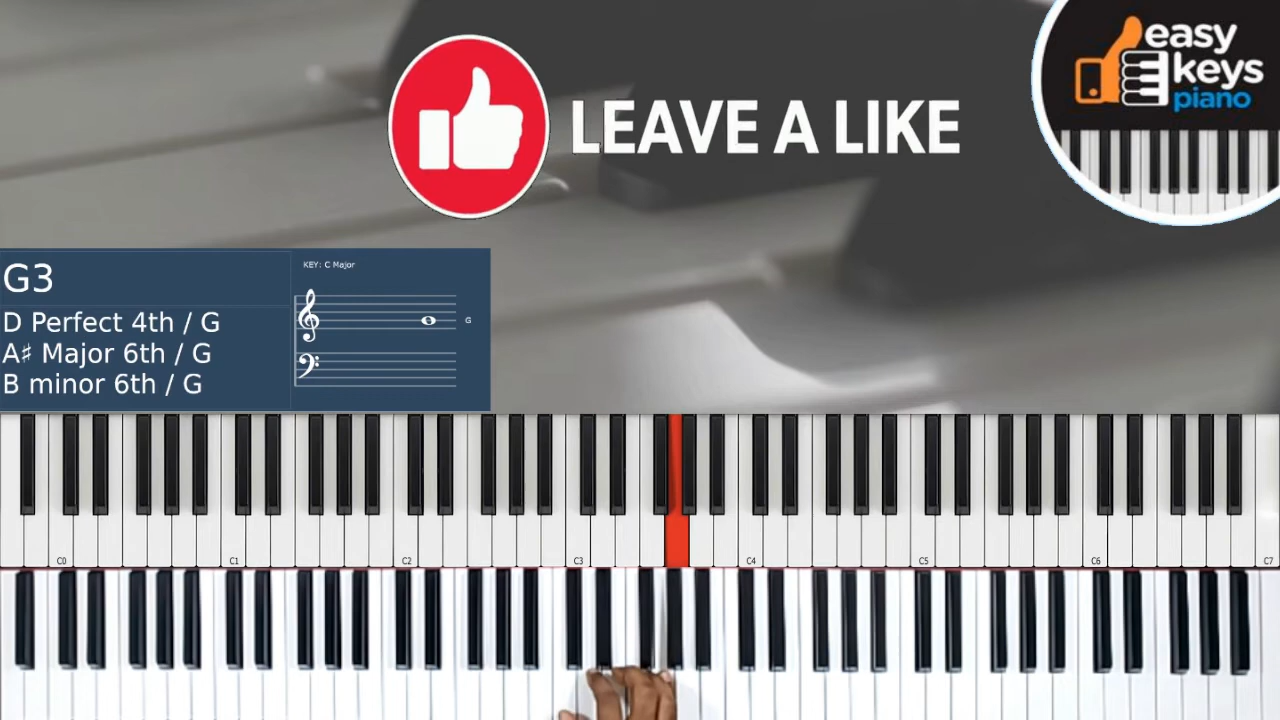 easy
keys
piano
LEAVE A LIKE
G3
D Perfect 4th / G
A♯ Major 6th / G
B minor 6th / G
KEY: C Major
G
C0 C1 C2 C3 C4 C5 C6 C7